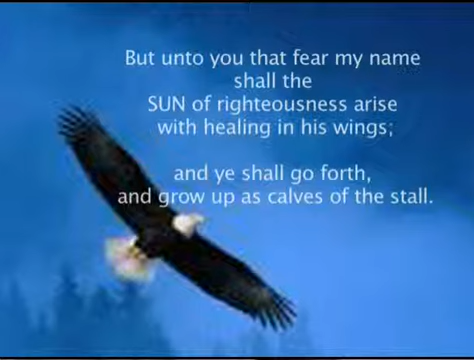 But unto you that fear my name
shall the
SUN of righteousness arise
with healing in his wings;
and ye shall go forth,
and grow up as calves of the stall.